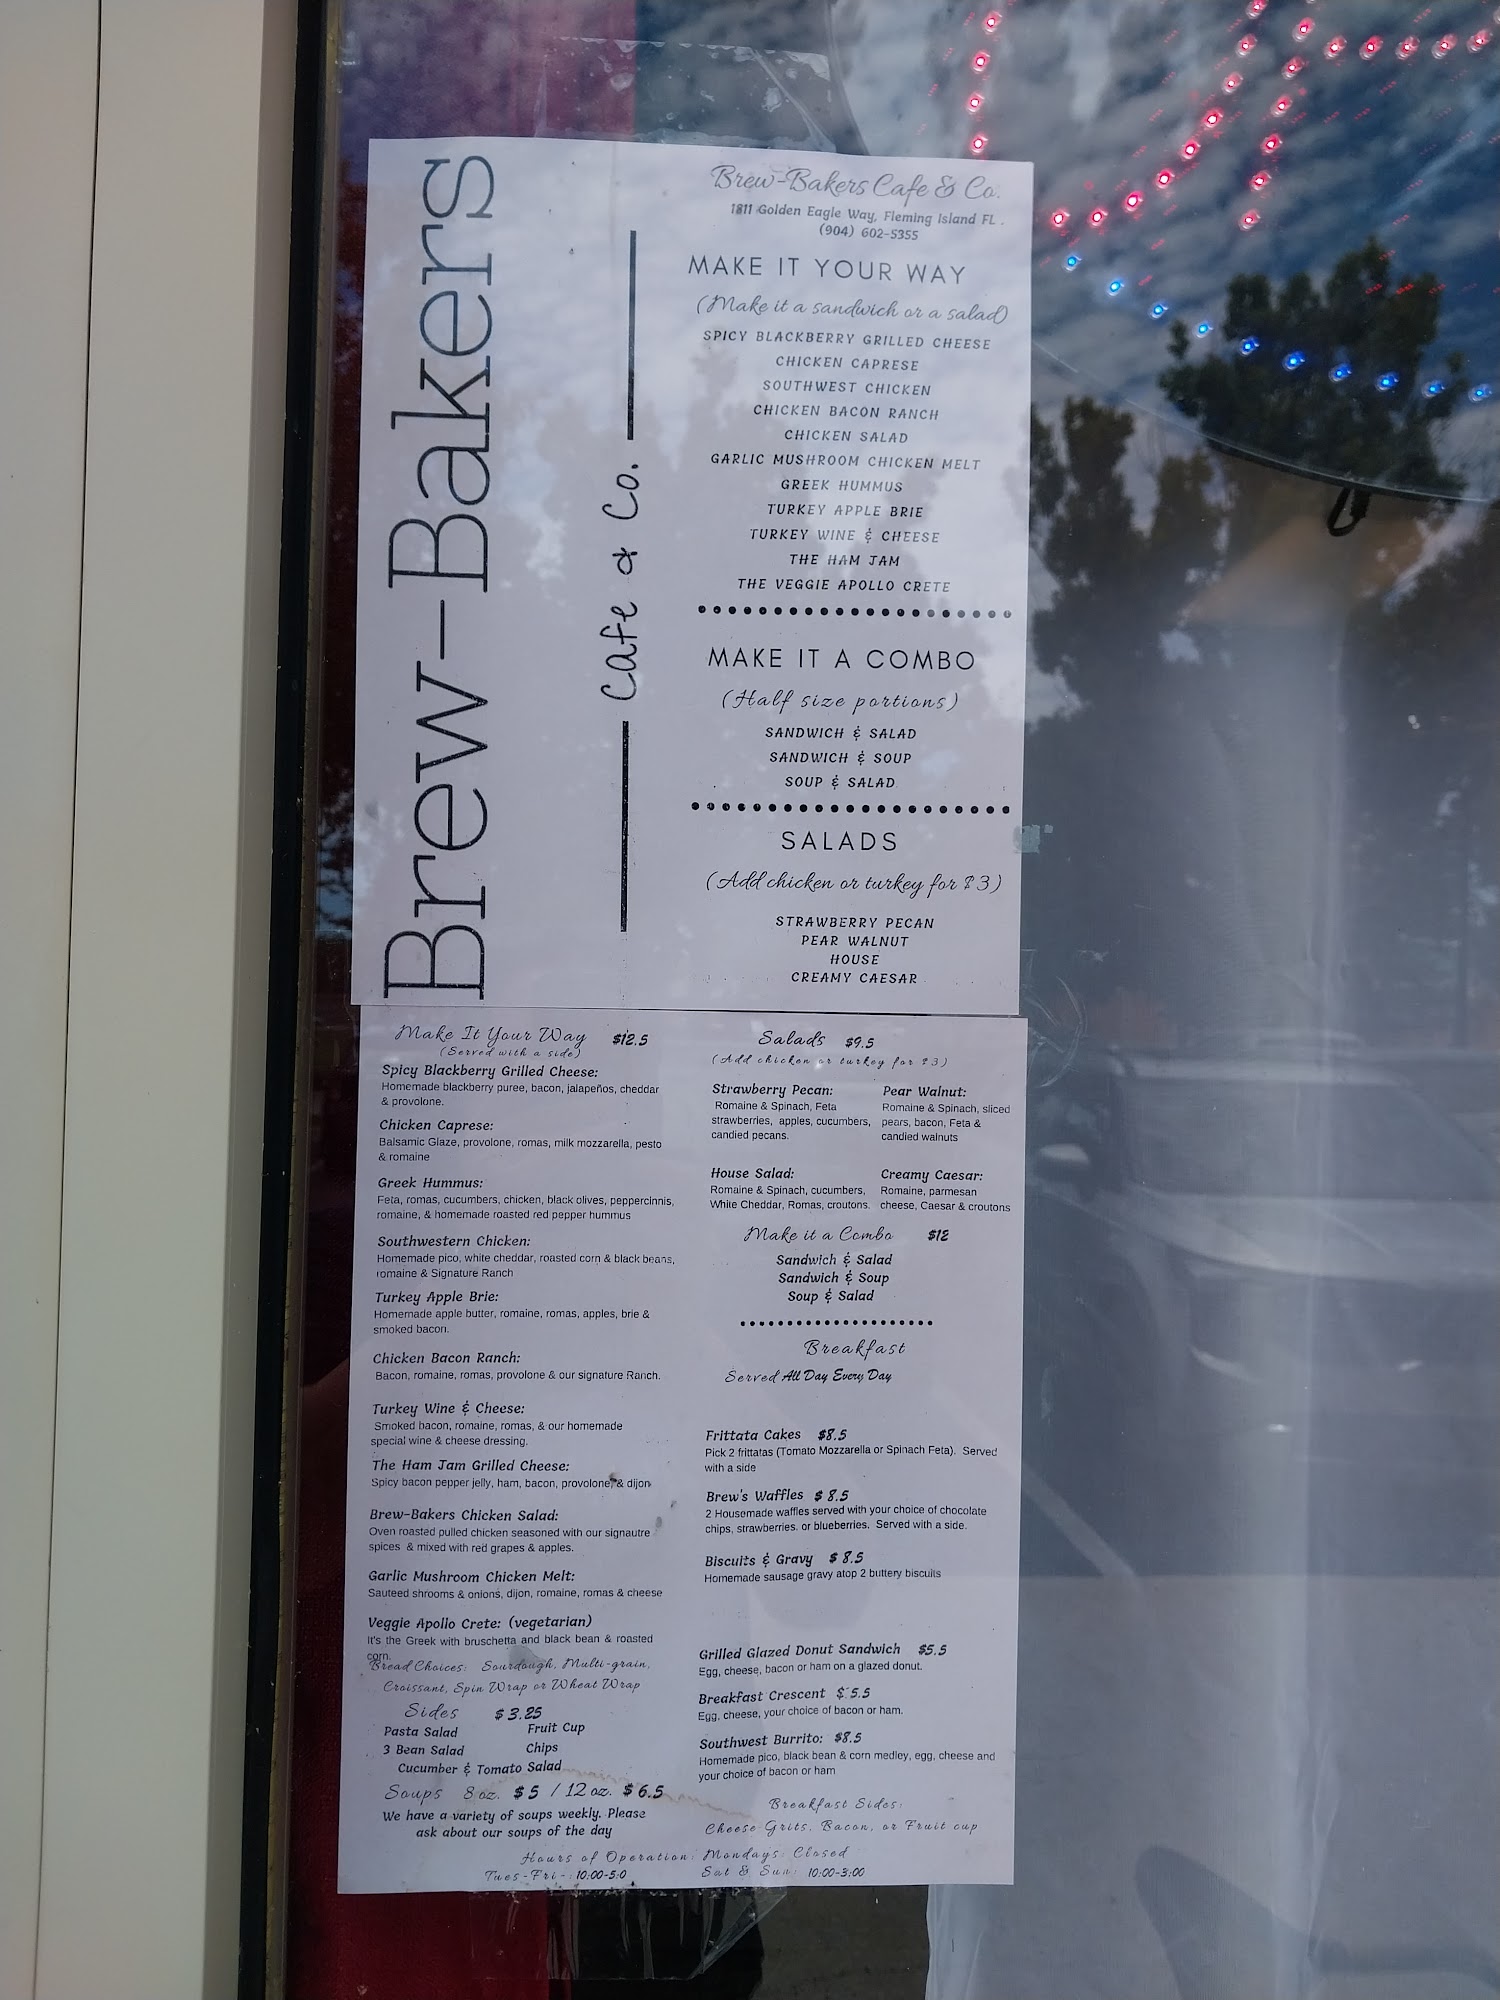 Brew-Bakers
Cafe & Co.
Brew-Bakers Cafe & Co.
1811 Golden Eagle Way, Fleming Island FL .
(904) 602-5355
MAKE IT YOUR WAY
(Make it a sandwich or a salad)
SPICY BLACKBERRY GRILLED CHEESE
CHICKEN CAPRESE
SOUTHWEST CHICKEN
CHICKEN BACON RANCH
CHICKEN SALAD
GARLIC MUSHROOM CHICKEN MELT
GREEK HUMMUS
TURKEY APPLE BRIE
TURKEY WINE & CHEESE
THE HAM JAM
THE VEGGIE APOLLO CRETE
MAKE IT A COMBO
(Half size portions)
SANDWICH & SALAD
SANDWICH & SOUP
SOUP & SALAD
SALADS
(Add chicken or turkey for $3)
STRAWBERRY PECAN
PEAR WALNUT
HOUSE
CREAMY CAESAR
Make It Your Way $12.5
(Served with a side)
Spicy Blackberry Grilled Cheese:
Homemade blackberry puree, bacon, jalapeños, cheddar
& provolone.
Chicken Caprese:
Balsamic Glaze, provolone, romas, milk mozzarella, pesto
& romaine
Greek Hummus:
Feta, romas, cucumbers, chicken, black olives, peppercinnis,
romaine, & homemade roasted red pepper hummus
Southwestern Chicken:
Homemade pico, white cheddar, roasted corn & black beans,
romaine & Signature Ranch
Turkey Apple Brie:
Homemade apple butter, romaine, romas, apples, brie &
smoked bacon.
Chicken Bacon Ranch:
Bacon, romaine, romas, provolone & our signature Ranch.
Turkey Wine & Cheese:
Smoked bacon, romaine, romas, & our homemade
special wine & cheese dressing.
The Ham Jam Grilled Cheese:
Spicy bacon pepper jelly, ham, bacon, provolone, & dijon
Brew-Bakers Chicken Salad:
Oven roasted pulled chicken seasoned with our signautre
spices & mixed with red grapes & apples.
Garlic Mushroom Chicken Melt:
Sauteed shrooms & onions, dijon, romaine, romas & cheese
Veggie Apollo Crete: (vegetarian)
It's the Greek with bruschetta and black bean & roasted
corn.
Bread Choices: Sourdough, Multi-grain,
Croissant, Spin Wrap or Wheat Wrap
Sides $3.25
Pasta Salad Fruit Cup
3 Bean Salad Chips
Cucumber & Tomato Salad
Soups 8 oz. $5 / 12 oz. $6.5
We have a variety of soups weekly. Please
ask about our soups of the day
Salads $9.5
(Add chicken or turkey for $3)
Strawberry Pecan:
Romaine & Spinach, Feta
strawberries, apples, cucumbers,
candied pecans.
Pear Walnut:
Romaine & Spinach, sliced
pears, bacon, Feta &
candied walnuts
House Salad:
Romaine & Spinach, cucumbers,
White Cheddar, Romas, croutons.
Creamy Caesar:
Romaine, parmesan
cheese, Caesar & croutons
Make it a Combo $12
Sandwich & Salad
Sandwich & Soup
Soup & Salad
Breakfast
Served All Day Every Day
Frittata Cakes $8.5
Pick 2 frittatas (Tomato Mozzarella or Spinach Feta). Served
with a side
Brew's Waffles $8.5
2 Housemade waffles served with your choice of chocolate
chips, strawberries. or blueberries. Served with a side.
Biscuits & Gravy $8.5
Homemade sausage gravy atop 2 buttery biscuits
Grilled Glazed Donut Sandwich $5.5
Egg, cheese, bacon or ham on a glazed donut.
Breakfast Crescent $5.5
Egg, cheese, your choice of bacon or ham.
Southwest Burrito: $8.5
Homemade pico, black bean & corn medley, egg, cheese and
your choice of bacon or ham
Breakfast Sides:
Cheese Grits, Bacon, or Fruit cup
Hours of Operation: Mondays: Closed
Tues-Fri-: 10:00-5:0 Sat & Sun: 10:00-3:00